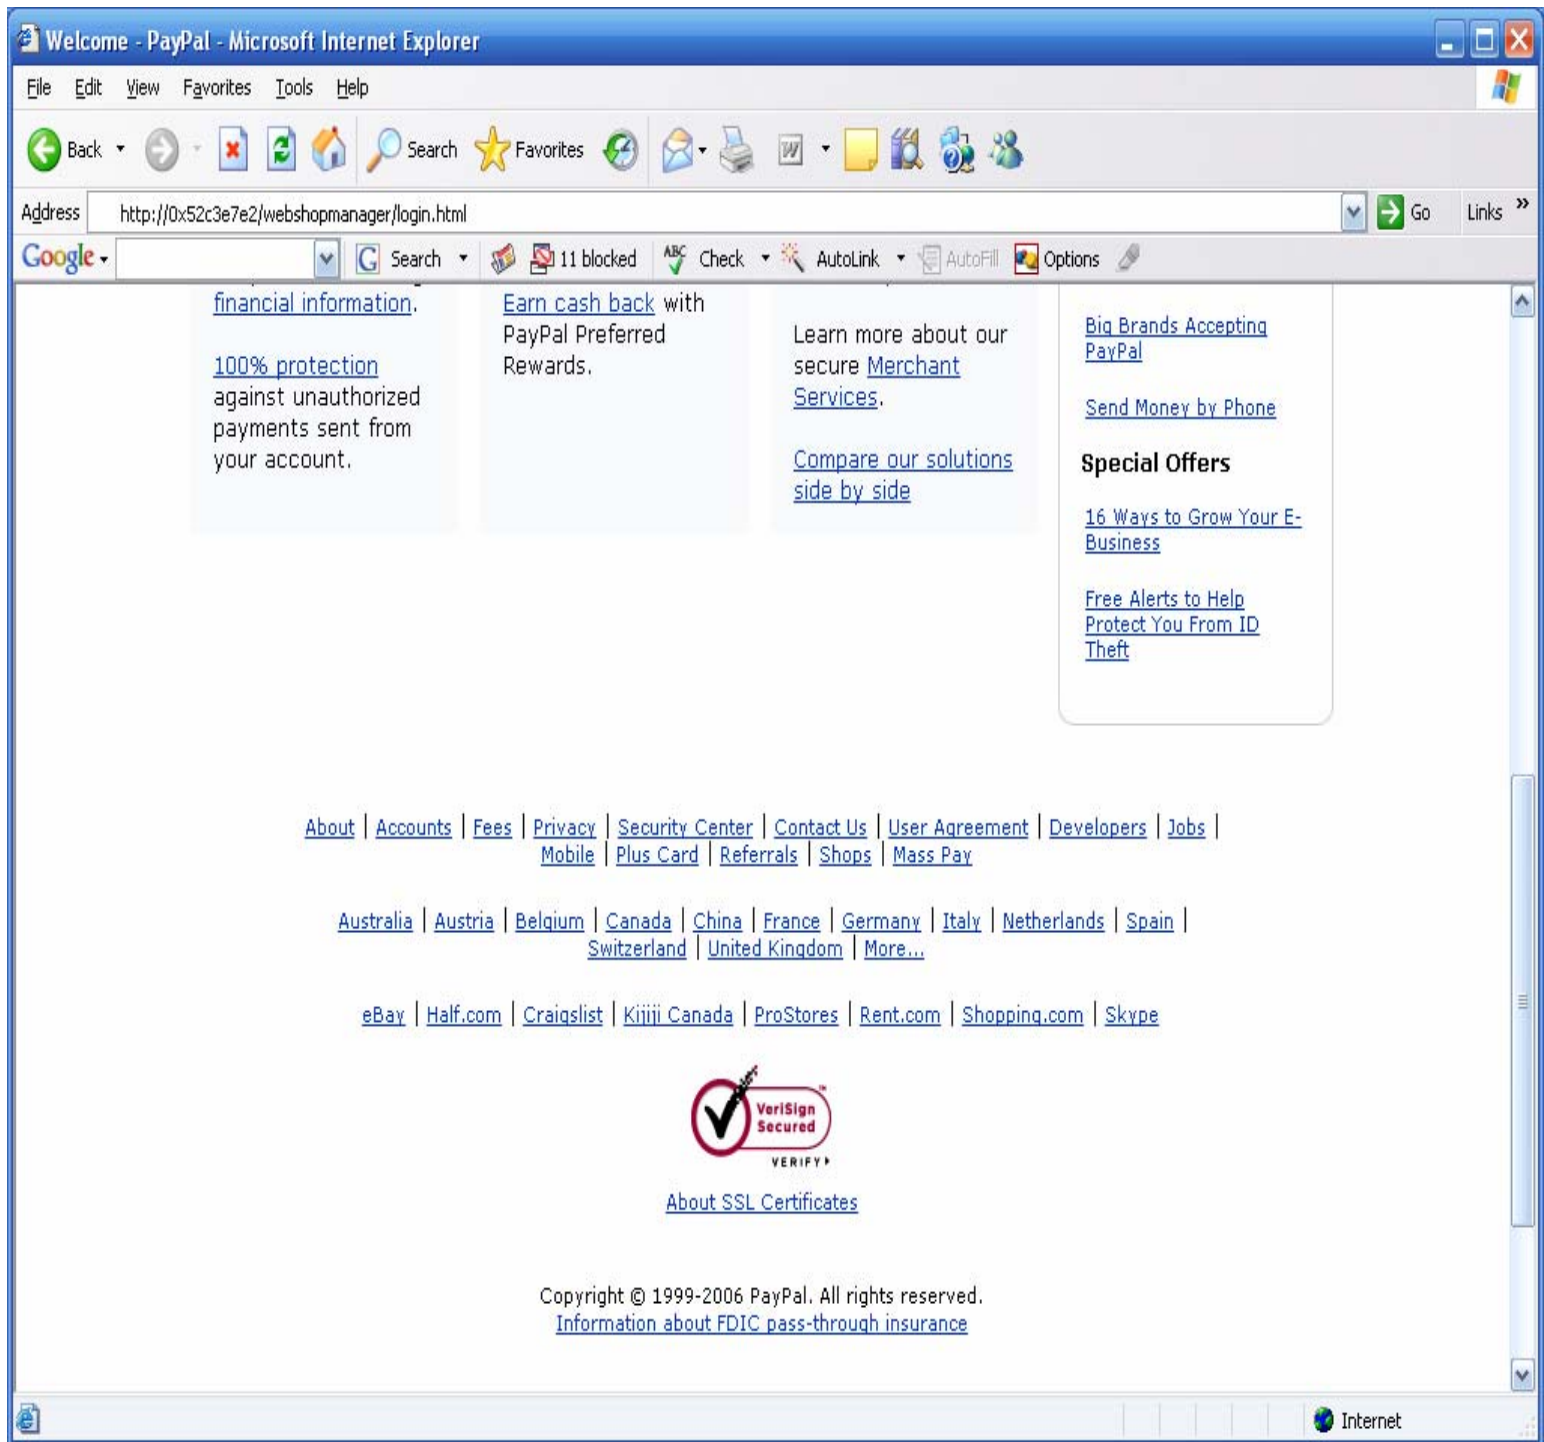 Welcome - PayPal - Microsoft Internet Explorer
File Edit View Favorites Tools Help
Back Search Favorites W
Address http://0x52c3e7e2/webshopmanager/login.html Go Links »
Google G Search 11 blocked ABC Check AutoLink AutoFill Options
financial information.
100% protection
against unauthorized
payments sent from
your account.
Earn cash back with
PayPal Preferred
Rewards.
Learn more about our
secure Merchant
Services.
Compare our solutions
side by side
Big Brands Accepting
PayPal
Send Money by Phone
Special Offers
16 Ways to Grow Your E-
Business
Free Alerts to Help
Protect You From ID
Theft
About | Accounts | Fees | Privacy | Security Center | Contact Us | User Agreement | Developers | Jobs |
Mobile | Plus Card | Referrals | Shops | Mass Pay
Australia | Austria | Belgium | Canada | China | France | Germany | Italy | Netherlands | Spain |
Switzerland | United Kingdom | More...
eBay | Half.com | Craigslist | Kijiji Canada | ProStores | Rent.com | Shopping.com | Skype
VeriSign
Secured
VERIFY
About SSL Certificates
Copyright © 1999-2006 PayPal. All rights reserved.
Information about FDIC pass-through insurance
Internet